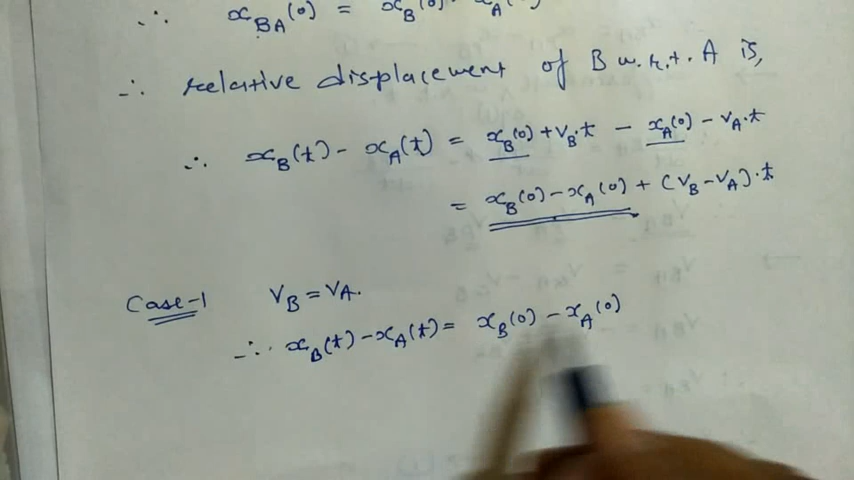 ∴ x_BA(0) = x_B(0) - x_A(0)
∴ relative displacement of B w.r.t. A is,
∴ x_B(t) - x_A(t) = x_B(0) + V_B·t - x_A(0) - V_A·t
= x_B(0) - x_A(0) + (V_B - V_A)·t
Case-1 V_B = V_A.
∴ x_B(t) - x_A(t) = x_B(0) - x_A(0)